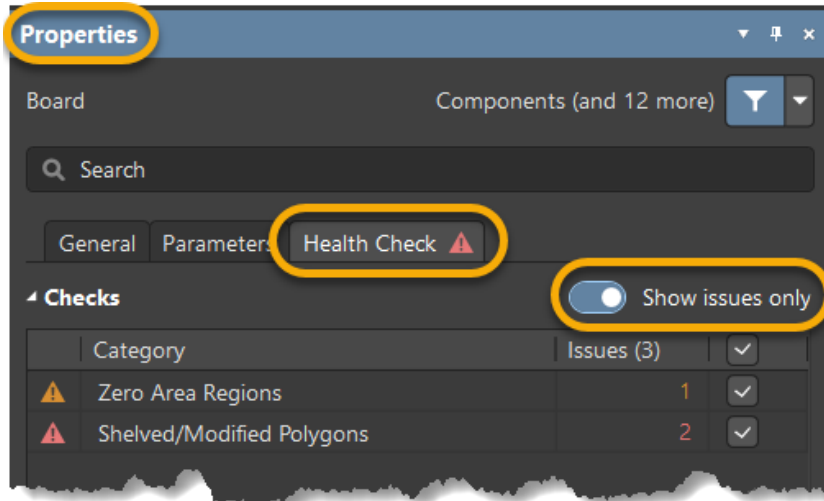 Properties
Board Components (and 12 more)
Search
General Parameters Health Check
Checks Show issues only
Category Issues (3)
Zero Area Regions 1
Shelved/Modified Polygons 2